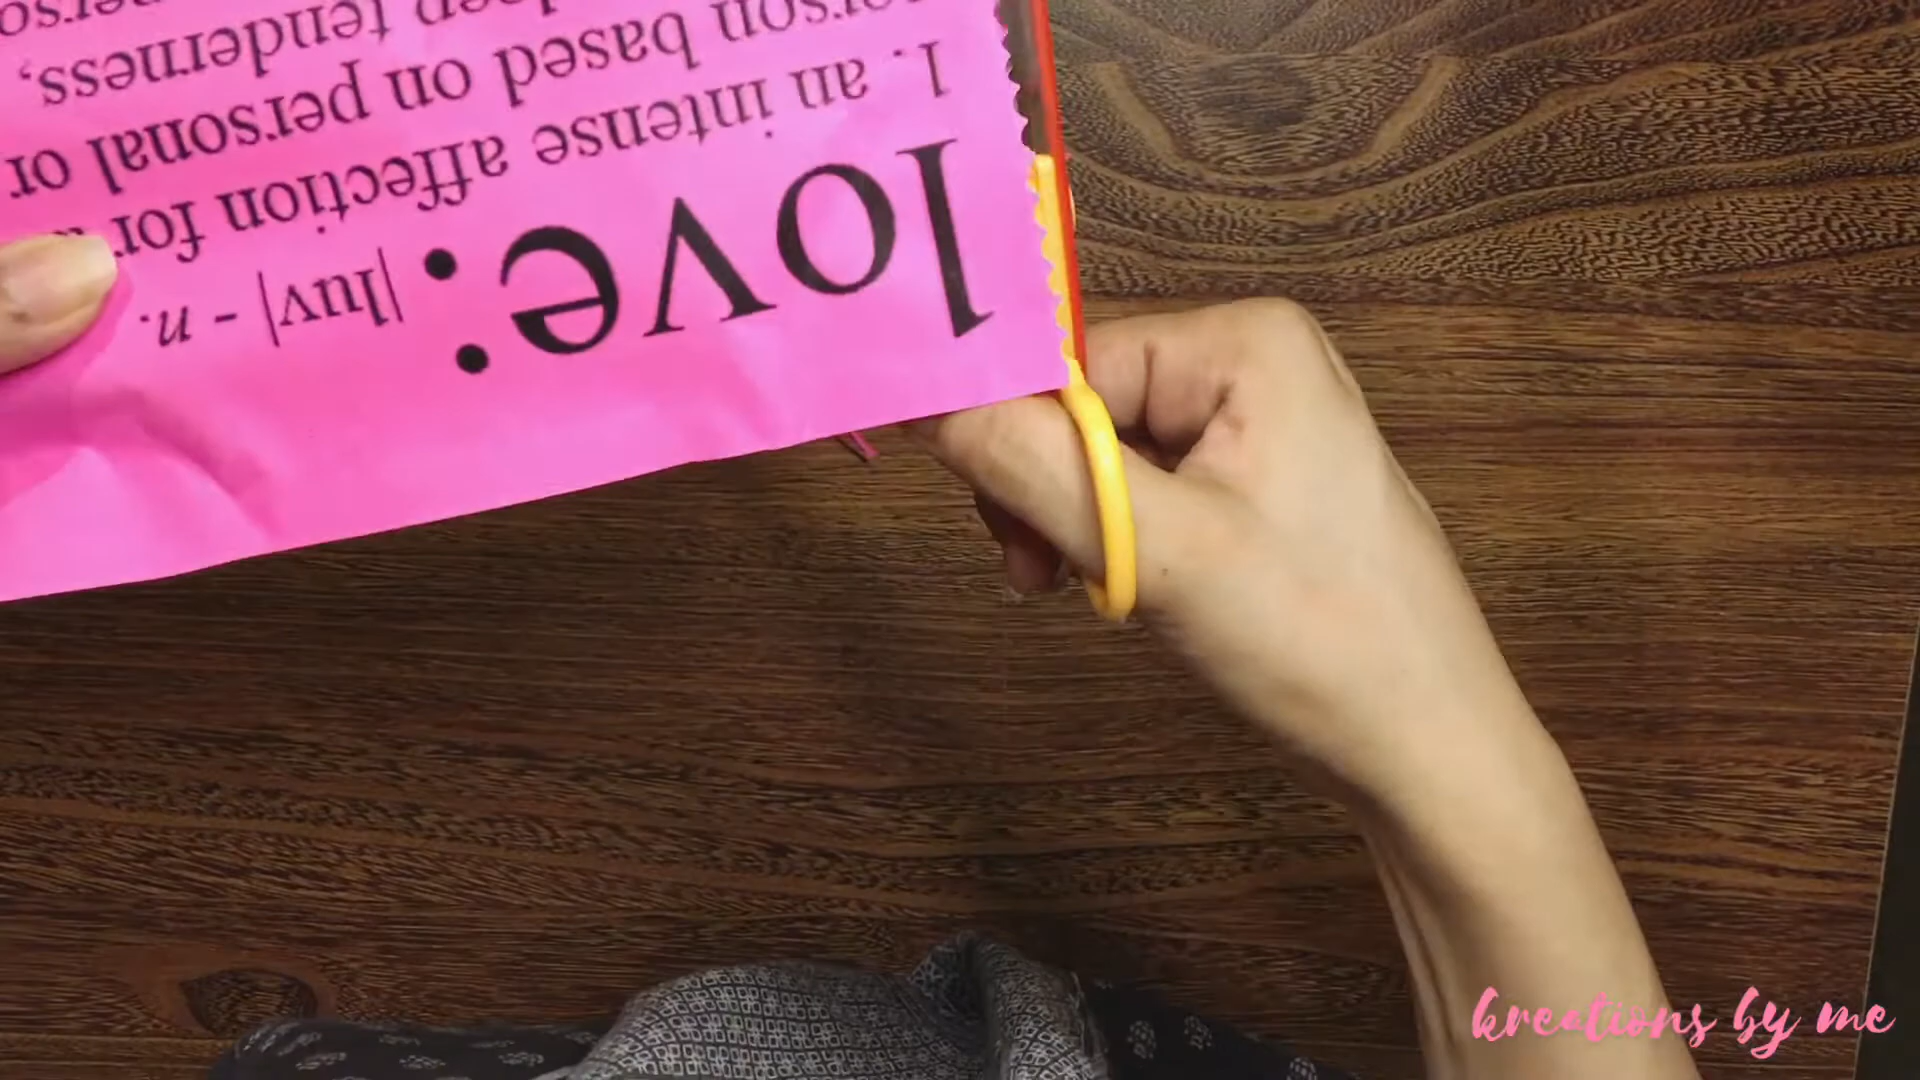 love: |luv| - n.
1. an intense affection for
person based on personal or
deep tenderness,
kreations by me